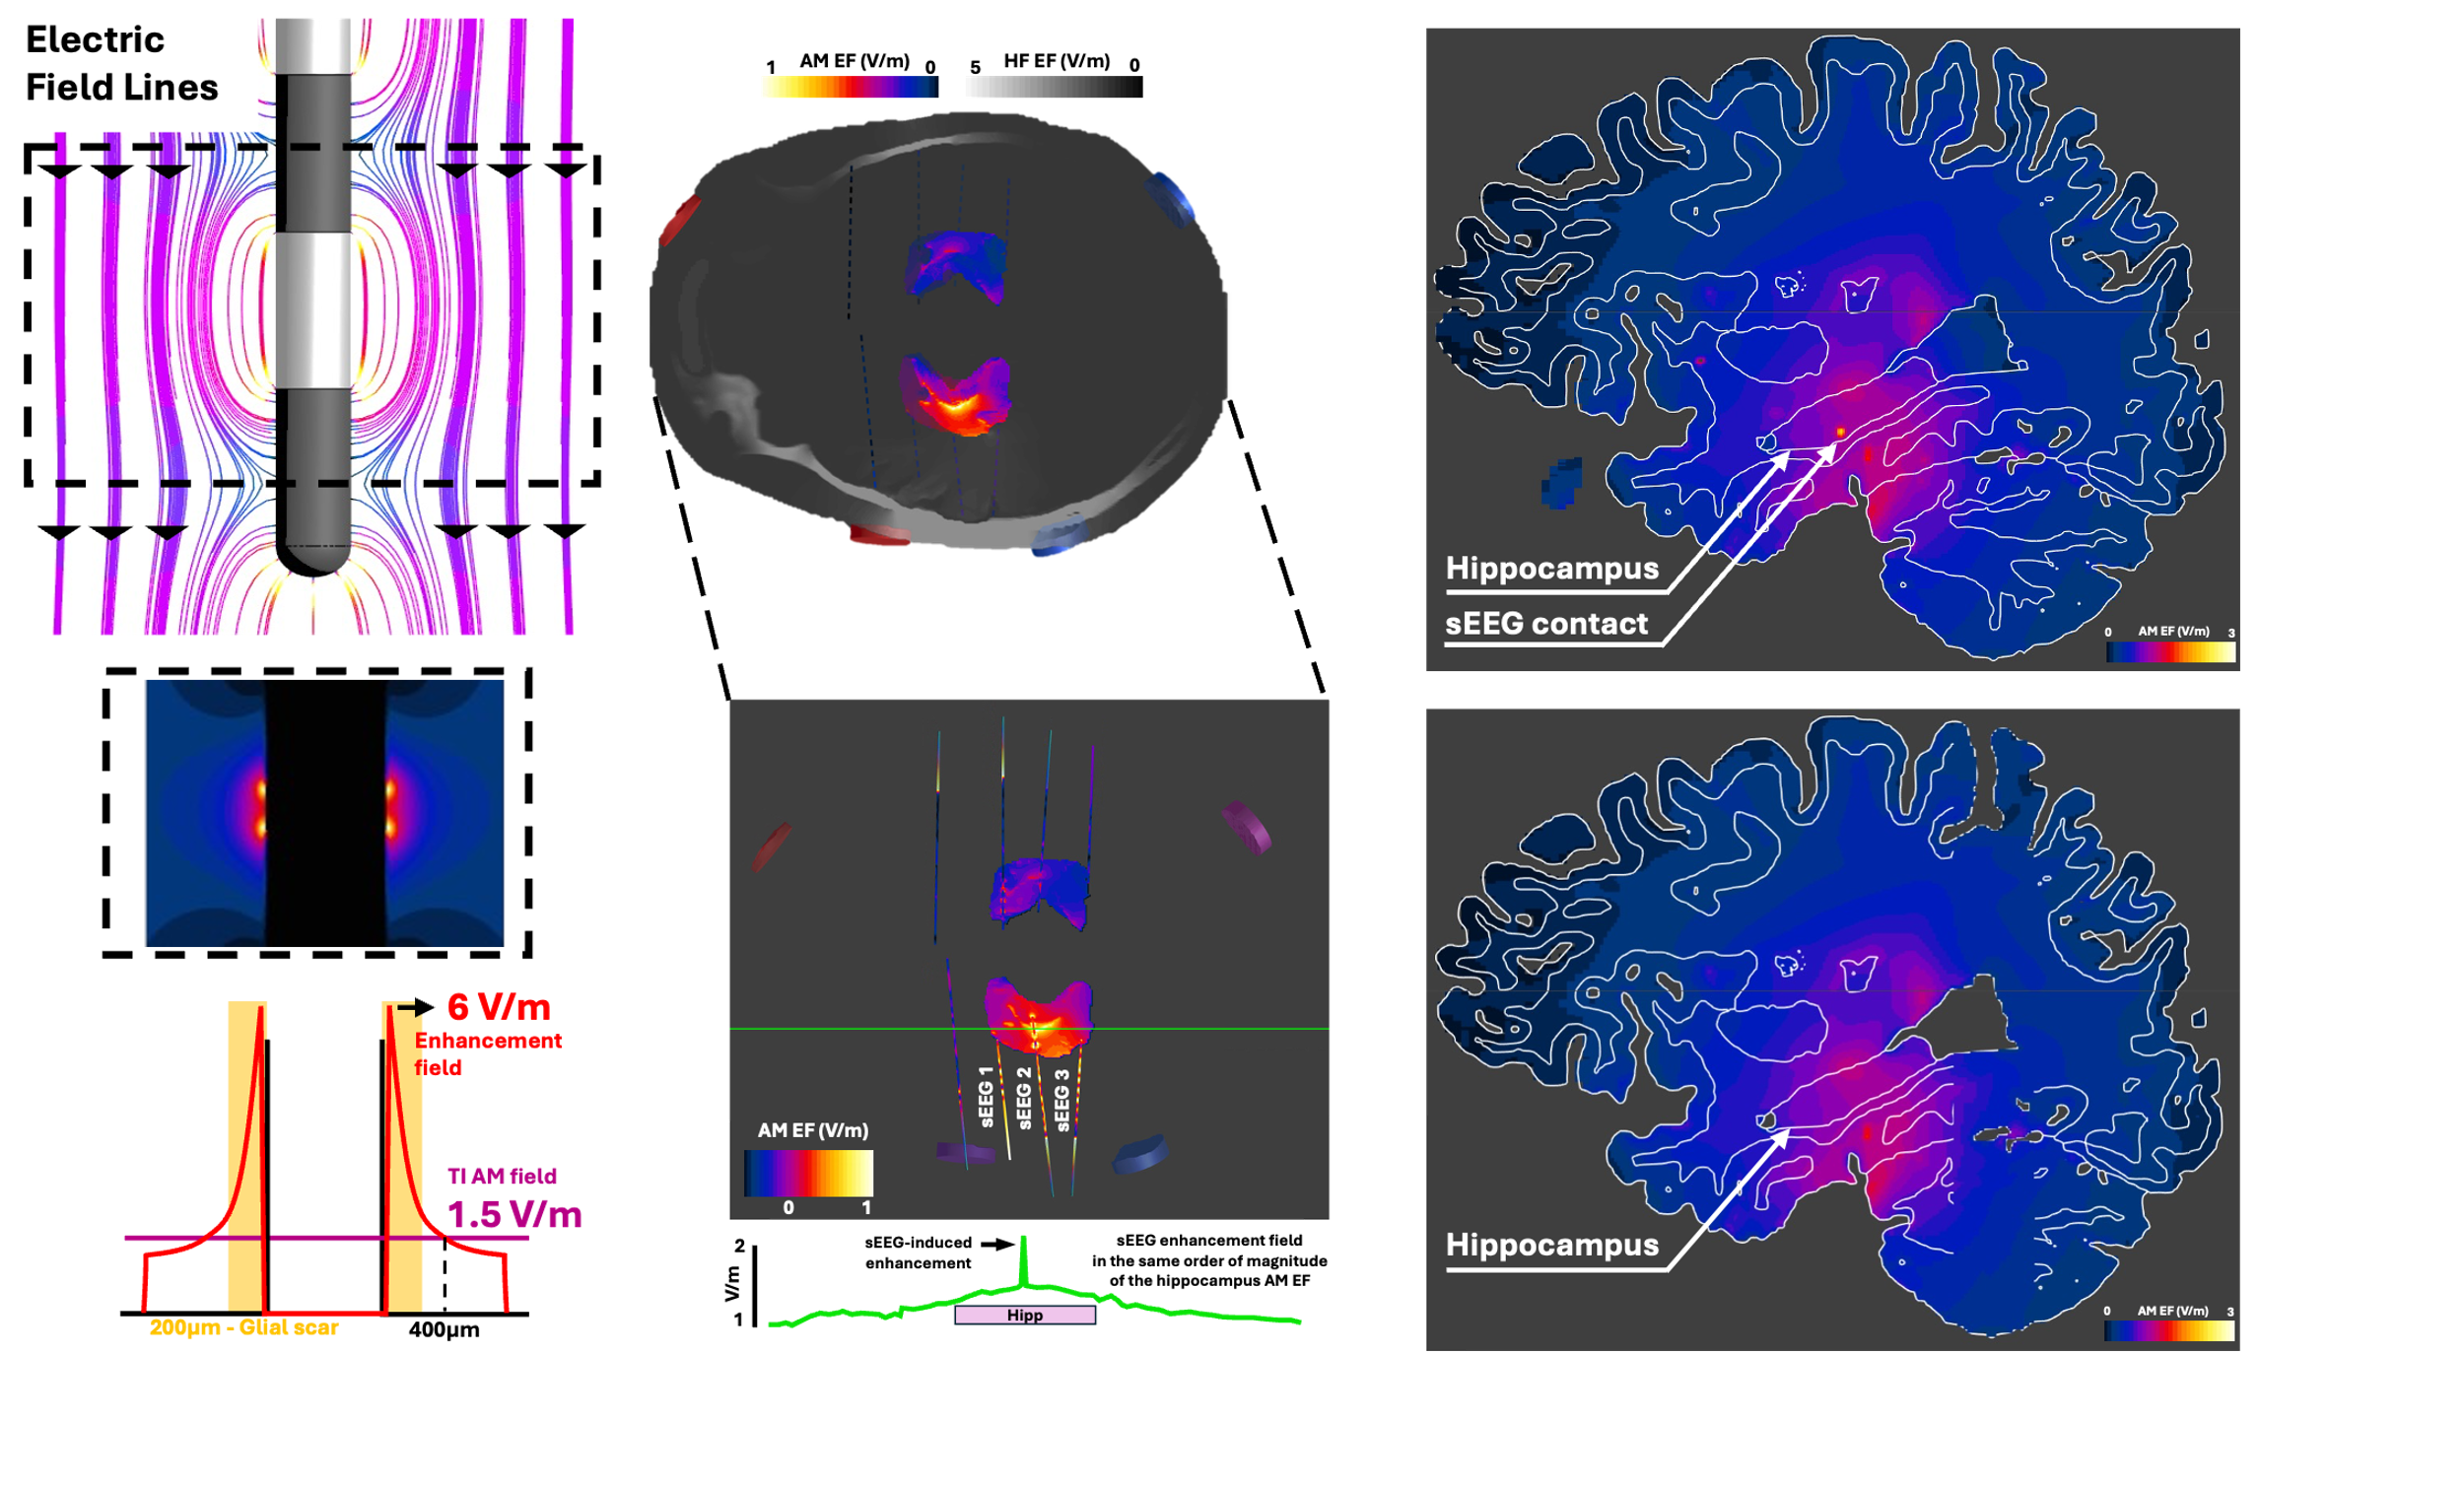 Electric
Field Lines
6 V/m
Enhancement
field
TI AM field
1.5 V/m
200µm - Glial scar
400µm
1 AM EF (V/m) 0
5 HF EF (V/m) 0
sEEG 1
sEEG 2
sEEG 3
AM EF (V/m)
0 1
2
V/m
1
sEEG-induced
enhancement
sEEG enhancement field
in the same order of magnitude
of the hippocampus AM EF
Hipp
Hippocampus
sEEG contact
0 AM EF (V/m) 3
Hippocampus
0 AM EF (V/m) 3